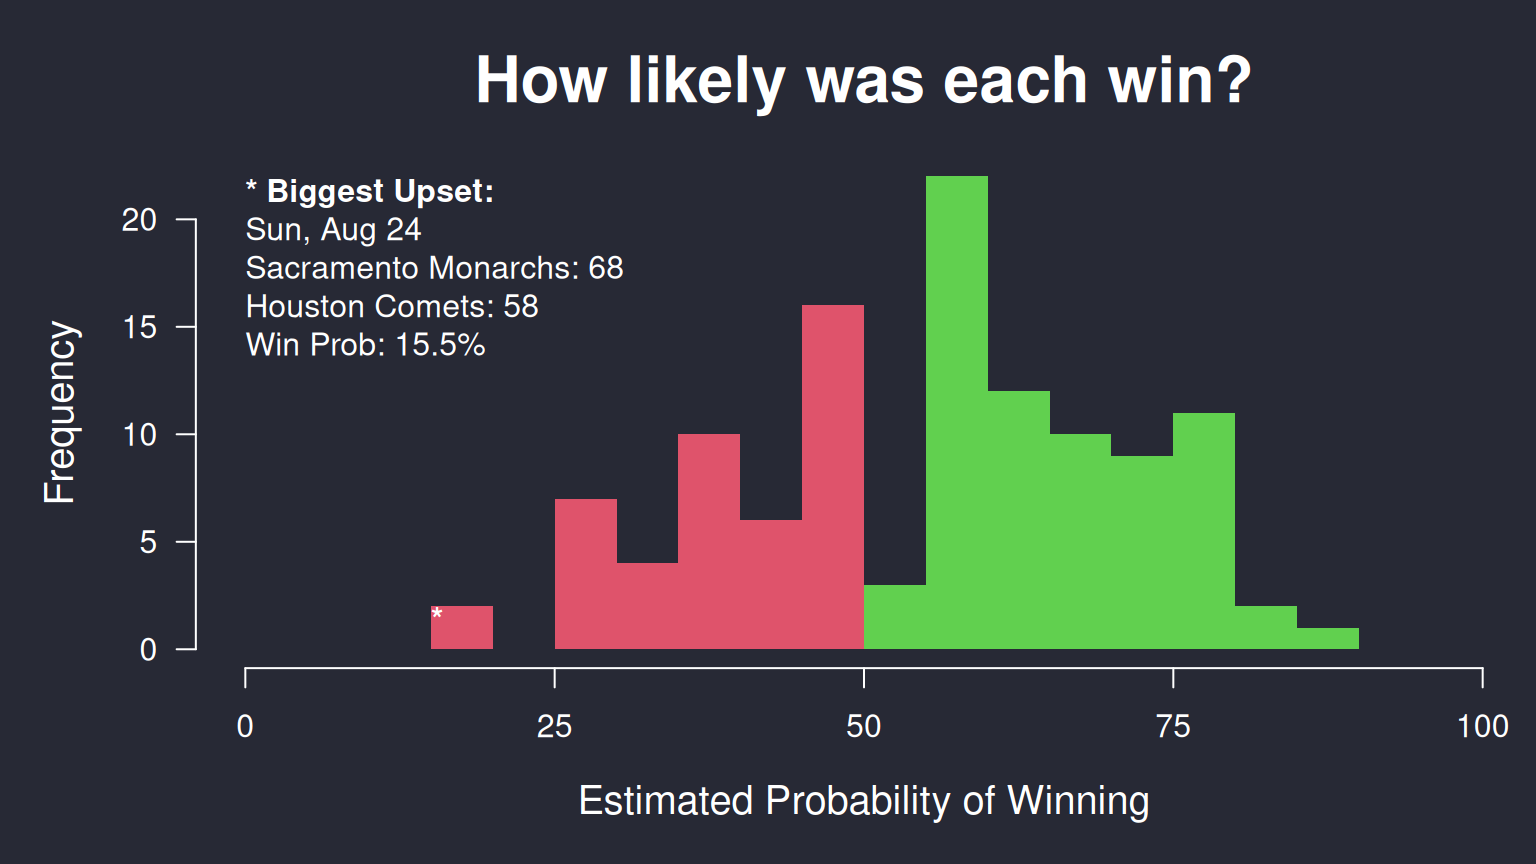 How likely was each win?
* Biggest Upset:
Sun, Aug 24
Sacramento Monarchs: 68
Houston Comets: 58
Win Prob: 15.5%
Frequency
20
15
10
5
0
*
0 25 50 75 100
Estimated Probability of Winning